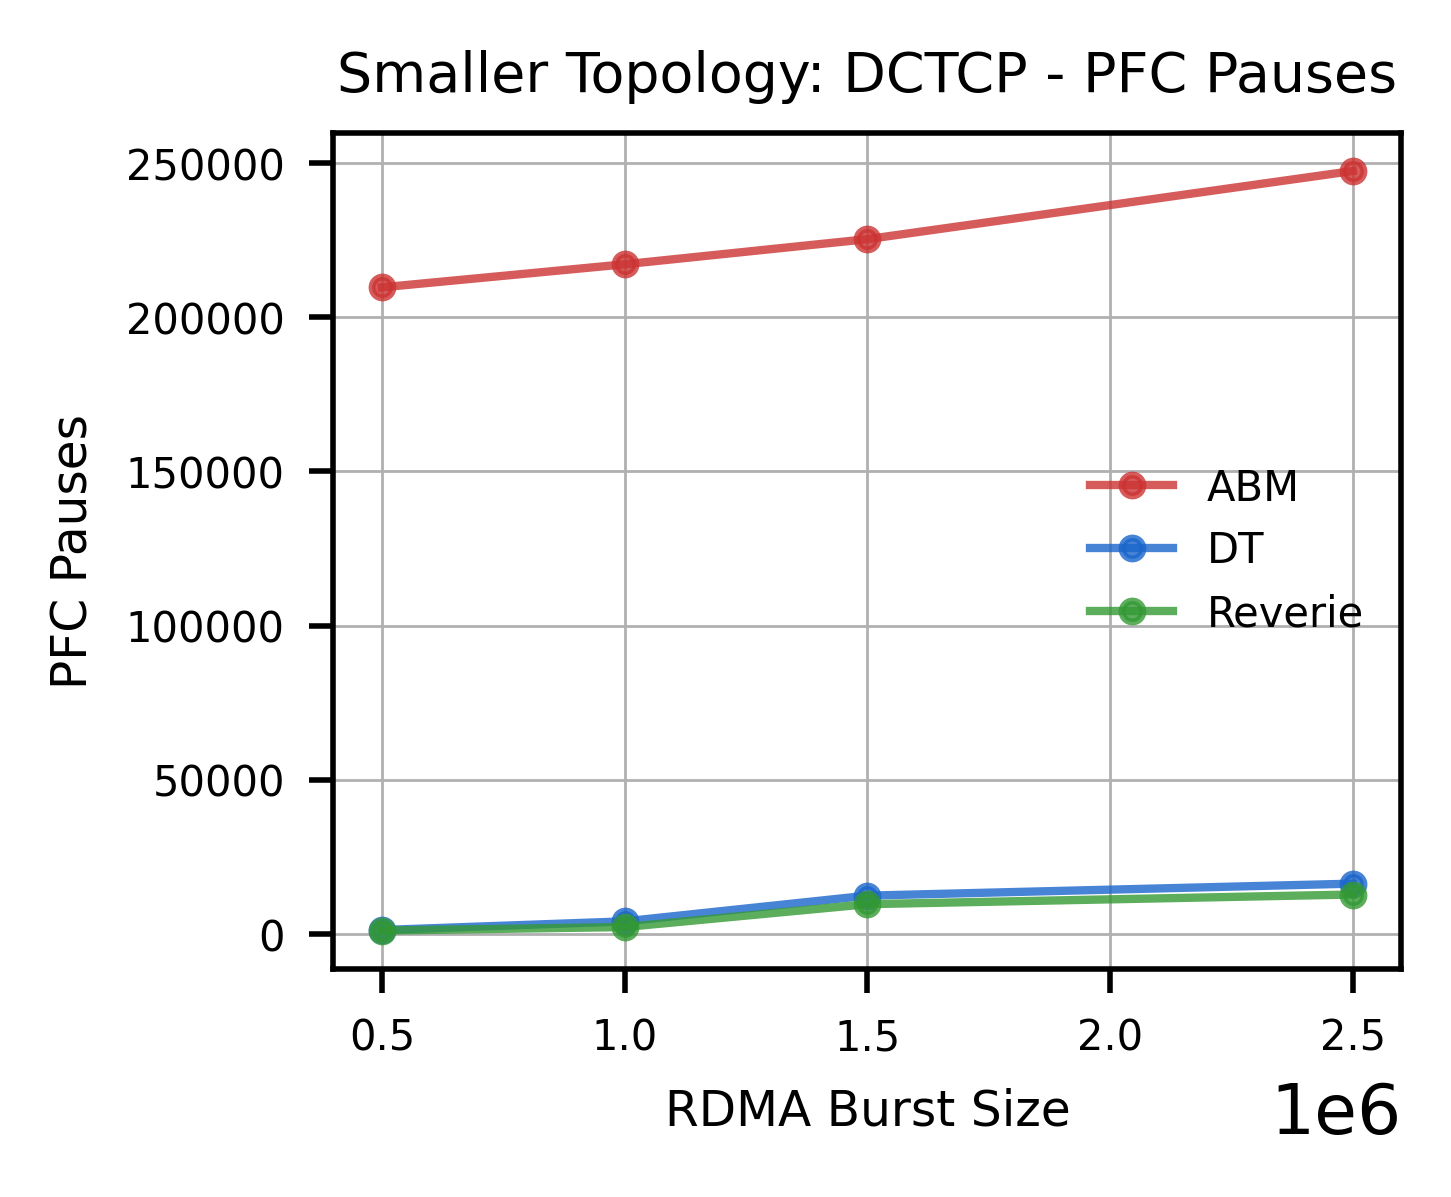 Smaller Topology: DCTCP - PFC Pauses
PFC Pauses
250000
200000
150000
100000
50000
0
ABM
DT
Reverie
0.5 1.0 1.5 2.0 2.5
RDMA Burst Size
1e6